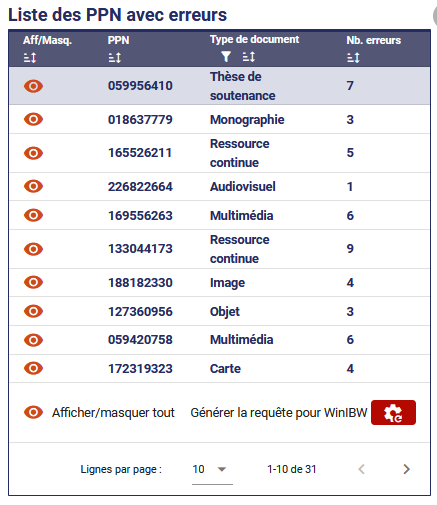 Liste des PPN avec erreurs
Aff/Masq. PPN Type de document Nb. erreurs
059956410 Thèse de soutenance 7
018637779 Monographie 3
165526211 Ressource continue 5
226822664 Audiovisuel 1
169556263 Multimédia 6
133044173 Ressource continue 9
188182330 Image 4
127360956 Objet 3
059420758 Multimédia 6
172319323 Carte 4
Afficher/masquer tout Générer la requête pour WinIBW
Lignes par page : 10 1-10 de 31